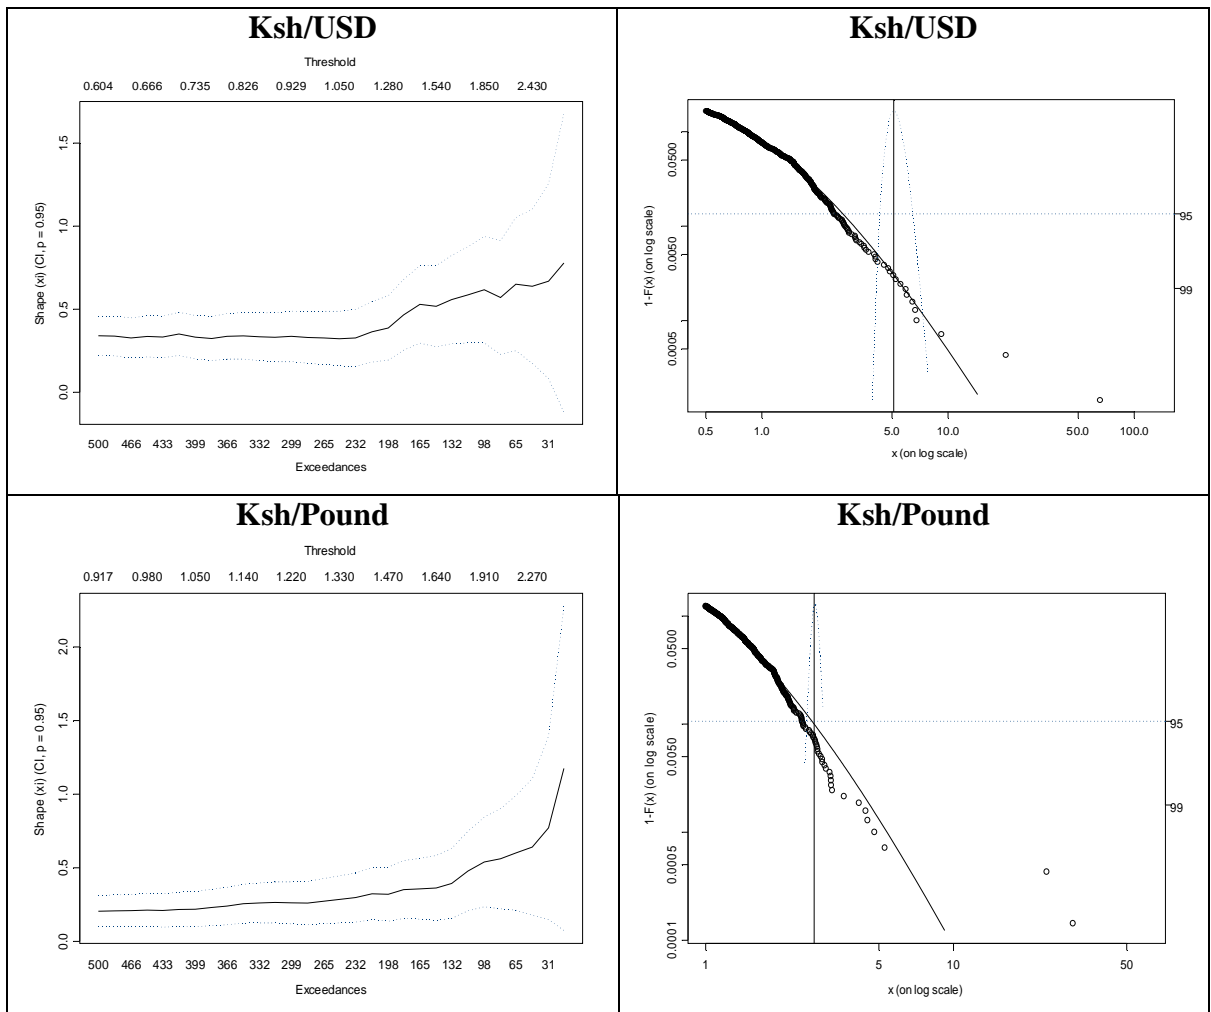 Ksh/USD
Threshold
0.604 0.666 0.735 0.826 0.929 1.050 1.280 1.540 1.850 2.430
Shape (xi) (CI, p = 0.95)
1.5
1.0
0.5
0.0
500 466 433 399 366 332 299 265 232 198 165 132 98 65 31
Exceedances
Ksh/USD
1-F(x) (on log scale)
0.0500
0.0050
0.0005
95
99
0.5 1.0 5.0 10.0 50.0 100.0
x (on log scale)
Ksh/Pound
Threshold
0.917 0.980 1.050 1.140 1.220 1.330 1.470 1.640 1.910 2.270
Shape (xi) (CI, p = 0.95)
2.0
1.5
1.0
0.5
0.0
500 466 433 399 366 332 299 265 232 198 165 132 98 65 31
Exceedances
Ksh/Pound
1-F(x) (on log scale)
0.0500
0.0050
0.0005
0.0001
95
99
1 5 10 50
x (on log scale)